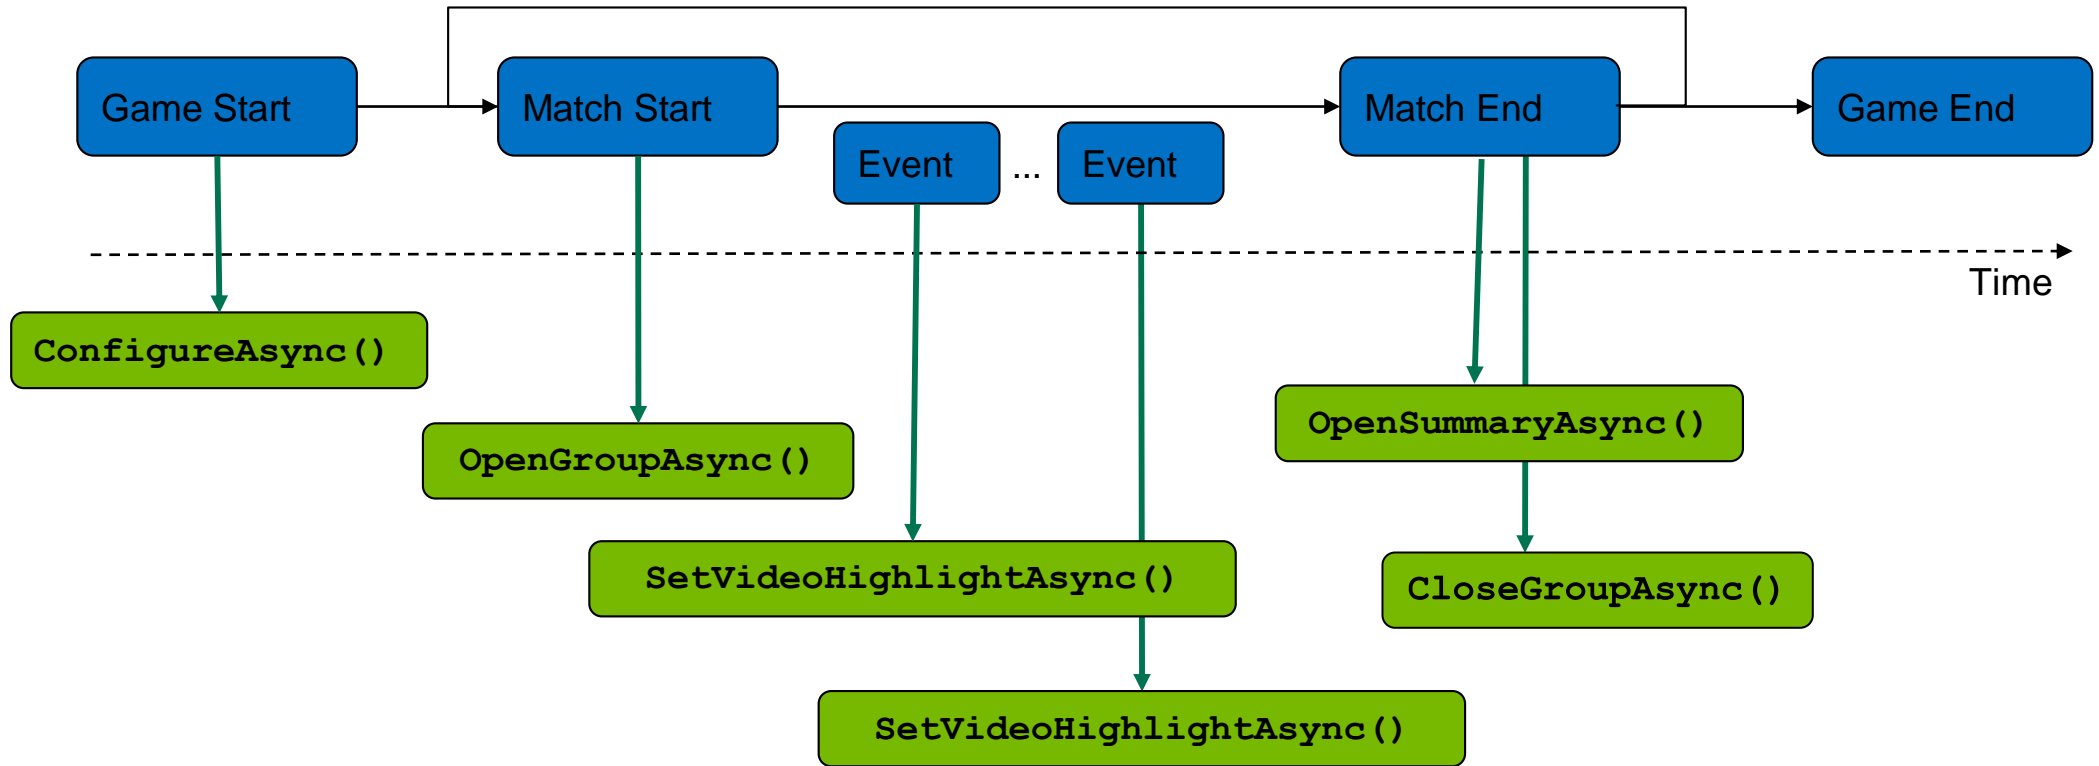 Game Start
Match Start
Match End
Game End
Event
...
Event
Time
ConfigureAsync()
OpenGroupAsync()
OpenSummaryAsync()
SetVideoHighlightAsync()
CloseGroupAsync()
SetVideoHighlightAsync()